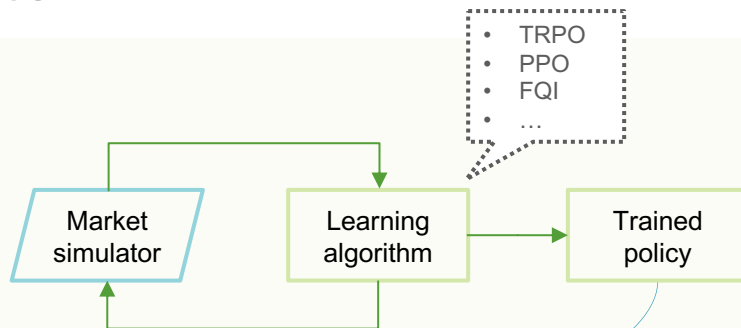 • TRPO
• PPO
• FQI
• …
Market
simulator
Learning
algorithm
Trained
policy